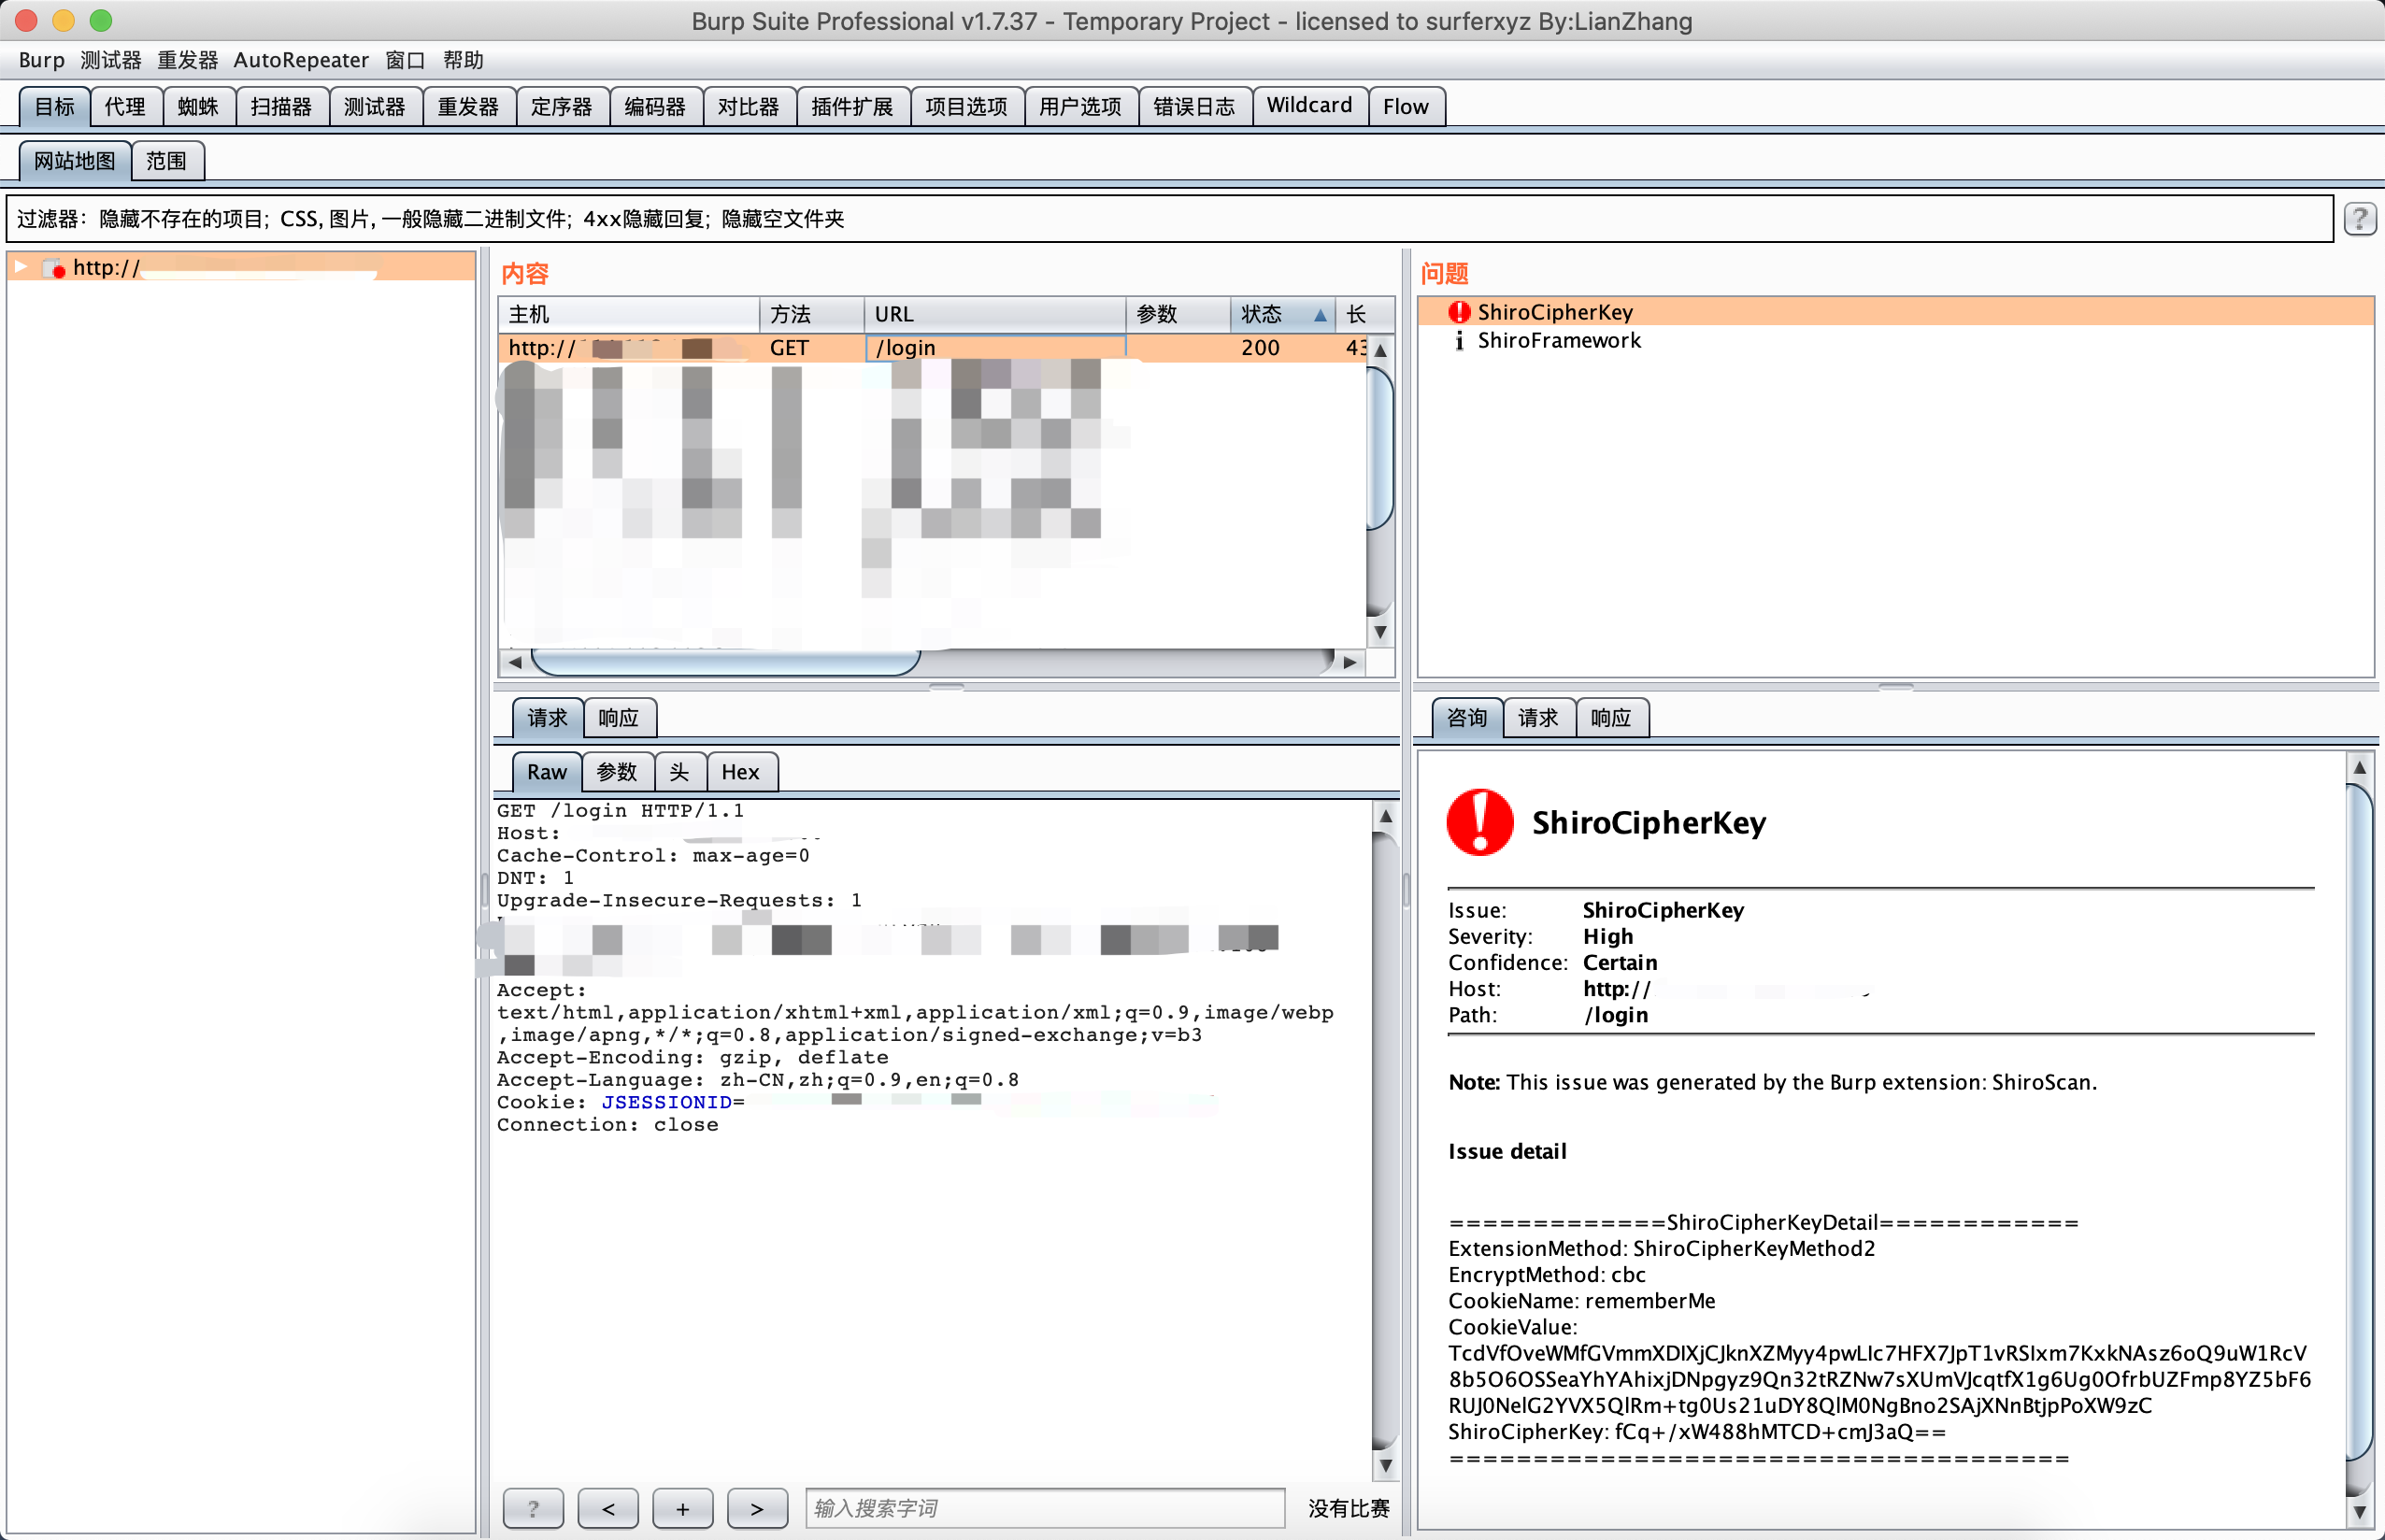 Burp Suite Professional v1.7.37 - Temporary Project - licensed to surferxyz By:LianZhang
Burp 测试器 重发器 AutoRepeater 窗口 帮助
目标 代理 蜘蛛 扫描器 测试器 重发器 定序器 编码器 对比器 插件扩展 项目选项 用户选项 错误日志 Wildcard Flow
网站地图 范围
过滤器：隐藏不存在的项目; CSS, 图片, 一般隐藏二进制文件; 4xx隐藏回复; 隐藏空文件夹
?
http://
内容
主机 方法 URL 参数 状态 长
http:// GET /login 200 43
请求 响应
Raw 参数 头 Hex
GET /login HTTP/1.1
Host:
Cache-Control: max-age=0
DNT: 1
Upgrade-Insecure-Requests: 1
Accept:
text/html,application/xhtml+xml,application/xml;q=0.9,image/webp
,image/apng,*/*;q=0.8,application/signed-exchange;v=b3
Accept-Encoding: gzip, deflate
Accept-Language: zh-CN,zh;q=0.9,en;q=0.8
Cookie: JSESSIONID=
Connection: close
? < + > 输入搜索字词 没有比赛
问题
ShiroCipherKey
ShiroFramework
咨询 请求 响应
ShiroCipherKey
Issue: ShiroCipherKey
Severity: High
Confidence: Certain
Host: http://
Path: /login
Note: This issue was generated by the Burp extension: ShiroScan.
Issue detail
=============ShiroCipherKeyDetail============
ExtensionMethod: ShiroCipherKeyMethod2
EncryptMethod: cbc
CookieName: rememberMe
CookieValue:
TcdVfOveWMfGVmmXDIXjCJknXZMyy4pwLIc7HFX7JpT1vRSIxm7KxkNAsz6oQ9uW1RcV
8b5O6OSSeaYhYAhixjDNpgyz9Qn32tRZNw7sXUmVJcqtfX1g6Ug0OfrbUZFmp8YZ5bF6
RUJ0NelG2YVX5QlRm+tg0Us21uDY8QlM0NgBno2SAjXNnBtjpPoXW9zC
ShiroCipherKey: fCq+/xW488hMTCD+cmJ3aQ==
=====================================